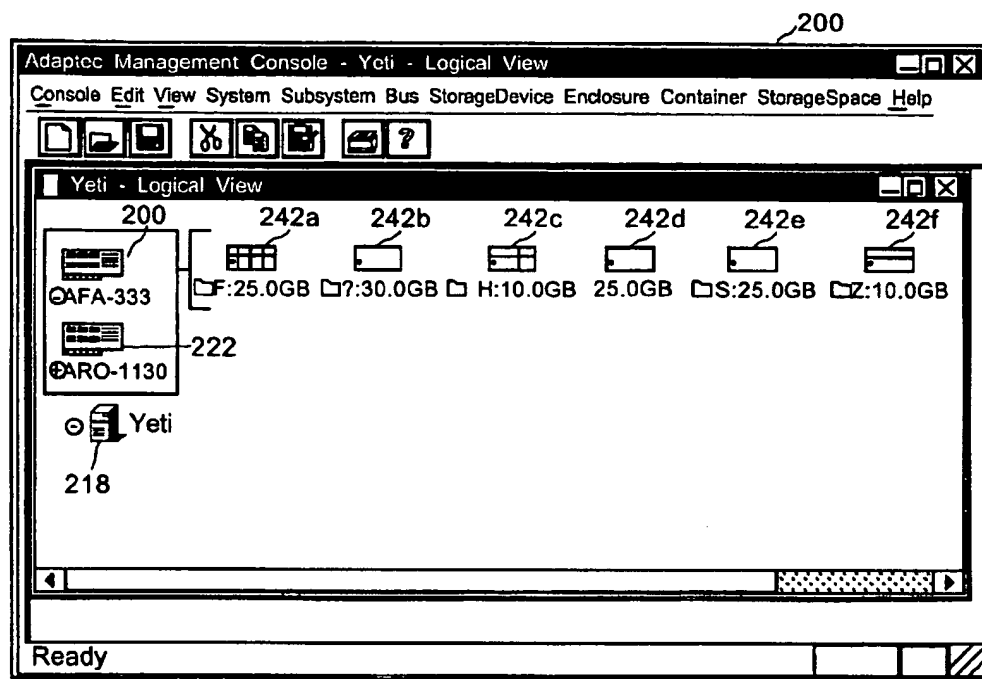 200
Adaptec Management Console - Yeti - Logical View
Console Edit View System Subsystem Bus StorageDevice Enclosure Container StorageSpace Help
?
Yeti - Logical View
200 242a 242b 242c 242d 242e 242f
F:25.0GB ?:30.0GB H:10.0GB 25.0GB S:25.0GB Z:10.0GB
AFA-333
222
ARO-1130
Yeti
218
Ready